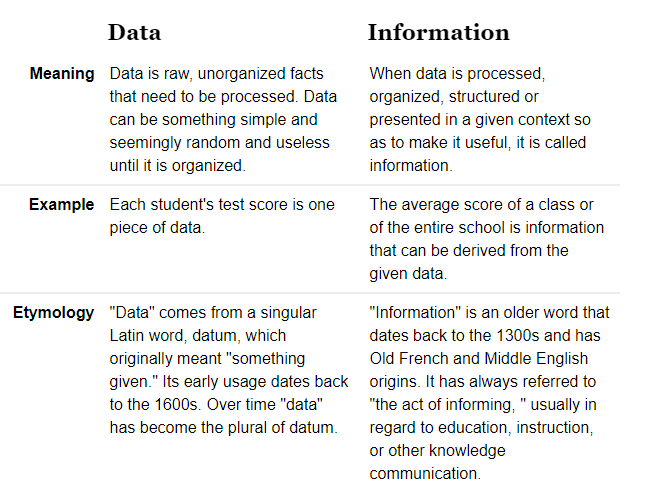 Data
Information
Meaning
Data is raw, unorganized facts
that need to be processed. Data
can be something simple and
seemingly random and useless
until it is organized.
When data is processed,
organized, structured or
presented in a given context so
as to make it useful, it is called
information.
Example
Each student's test score is one
piece of data.
The average score of a class or
of the entire school is information
that can be derived from the
given data.
Etymology
"Data" comes from a singular
Latin word, datum, which
originally meant "something
given." Its early usage dates back
to the 1600s. Over time "data"
has become the plural of datum.
"Information" is an older word that
dates back to the 1300s and has
Old French and Middle English
origins. It has always referred to
"the act of informing, " usually in
regard to education, instruction,
or other knowledge
communication.